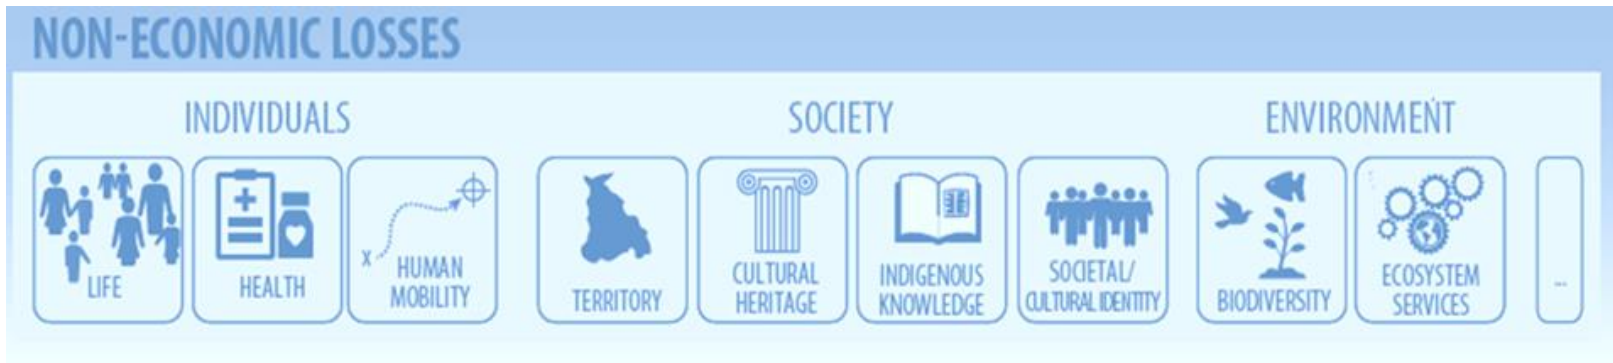 NON-ECONOMIC LOSSES
INDIVIDUALS
SOCIETY
ENVIRONMENT
LIFE
HEALTH
X
HUMAN
MOBILITY
TERRITORY
CULTURAL
HERITAGE
INDIGENOUS
KNOWLEDGE
SOCIETAL/
CULTURAL IDENTITY
BIODIVERSITY
ECOSYSTEM
SERVICES
...